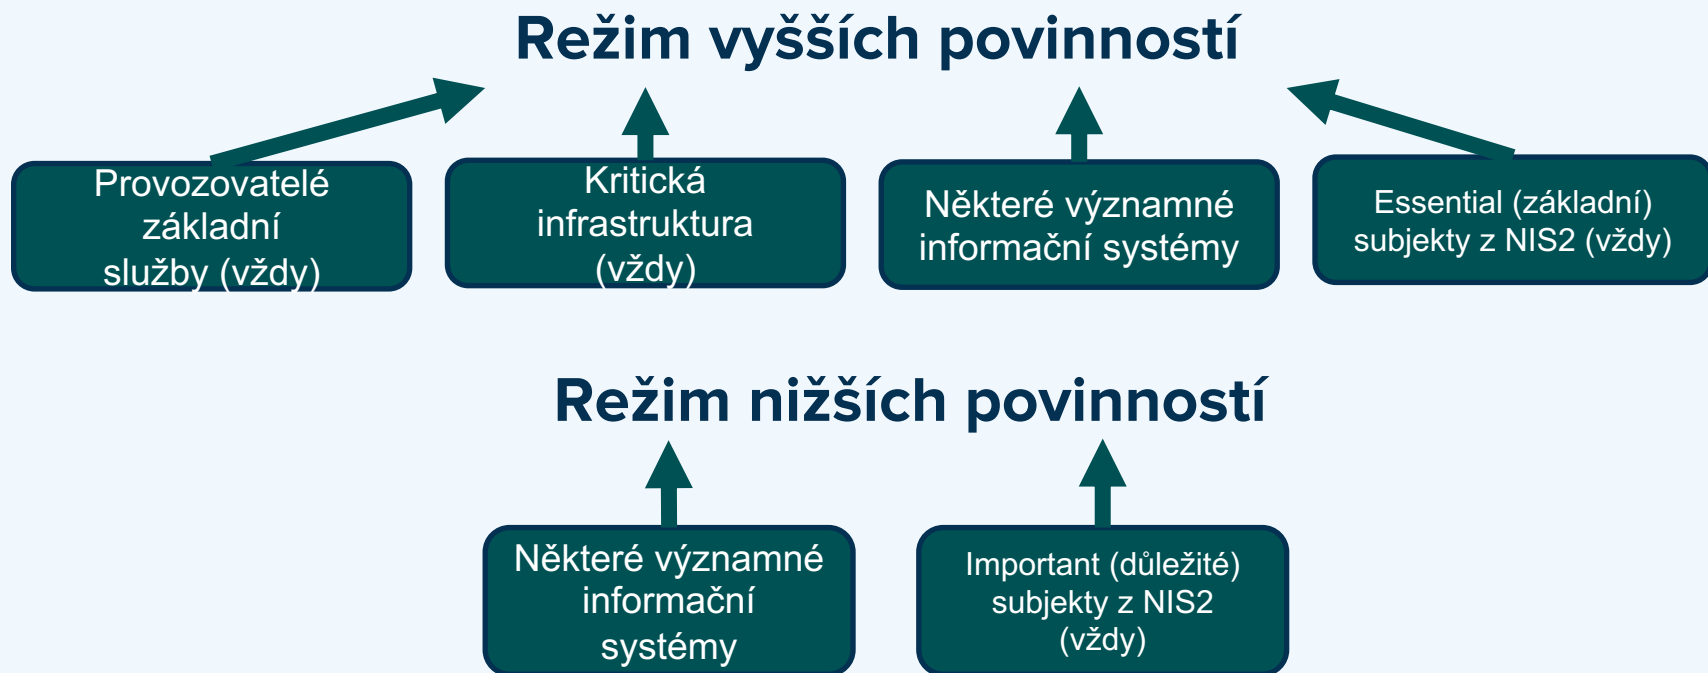 Režim vyšších povinností
Provozovatelé
základní
služby (vždy)
Kritická
infrastruktura
(vždy)
Některé významné
informační systémy
Essential (základní)
subjekty z NIS2 (vždy)
Režim nižších povinností
Některé významné
informační
systémy
Important (důležité)
subjekty z NIS2
(vždy)